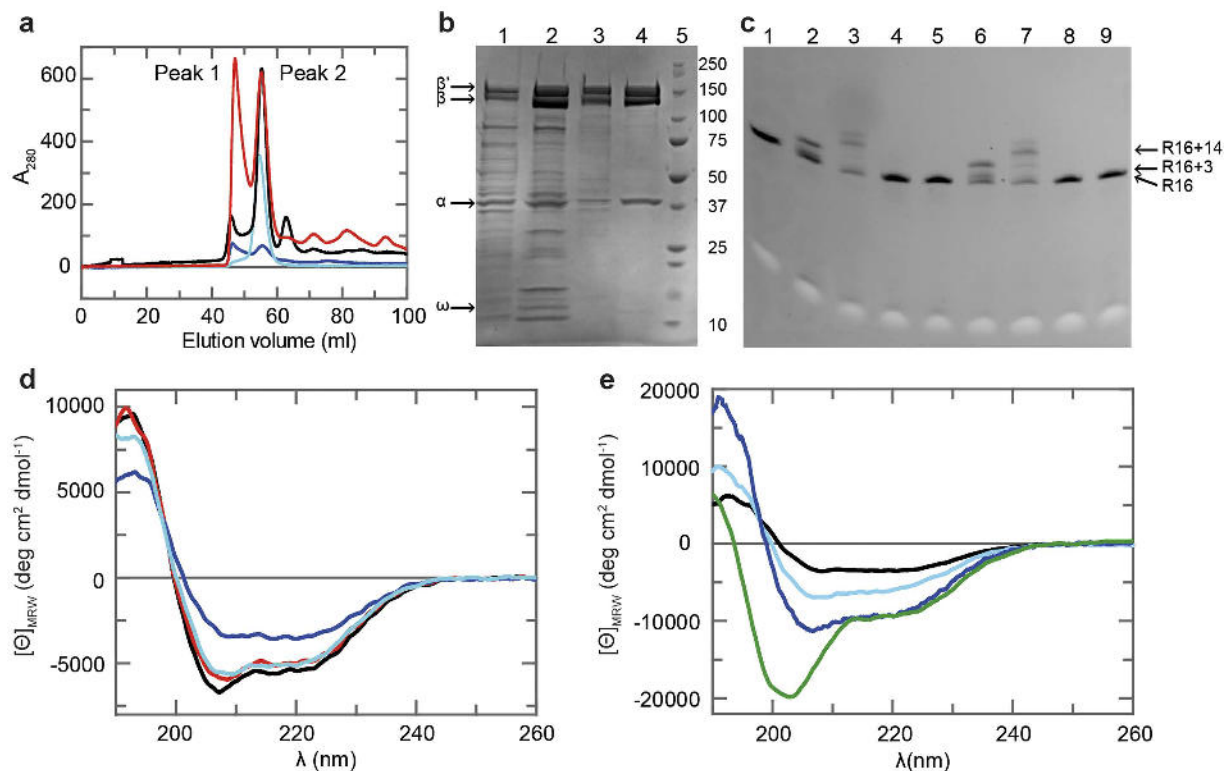 a
Peak 1
Peak 2
600
400
200
0
A280
0 20 40 60 80 100
Elution volume (ml)
b
1 2 3 4 5
β'
β
α
ω
250
150
100
75
50
37
25
10
c
1 2 3 4 5 6 7 8 9
R16+14
R16+3
R16
d
10000
5000
0
-5000
[Θ]MRW (deg cm² dmol⁻¹)
200 220 240 260
λ (nm)
e
20000
10000
0
-10000
-20000
[Θ]MRW (deg cm² dmol⁻¹)
200 220 240 260
λ(nm)